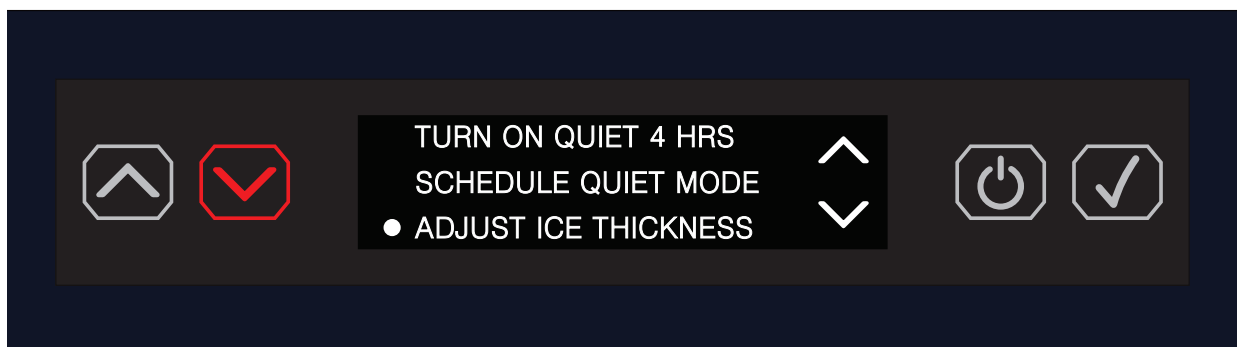 TURN ON QUIET 4 HRS
SCHEDULE QUIET MODE
ADJUST ICE THICKNESS